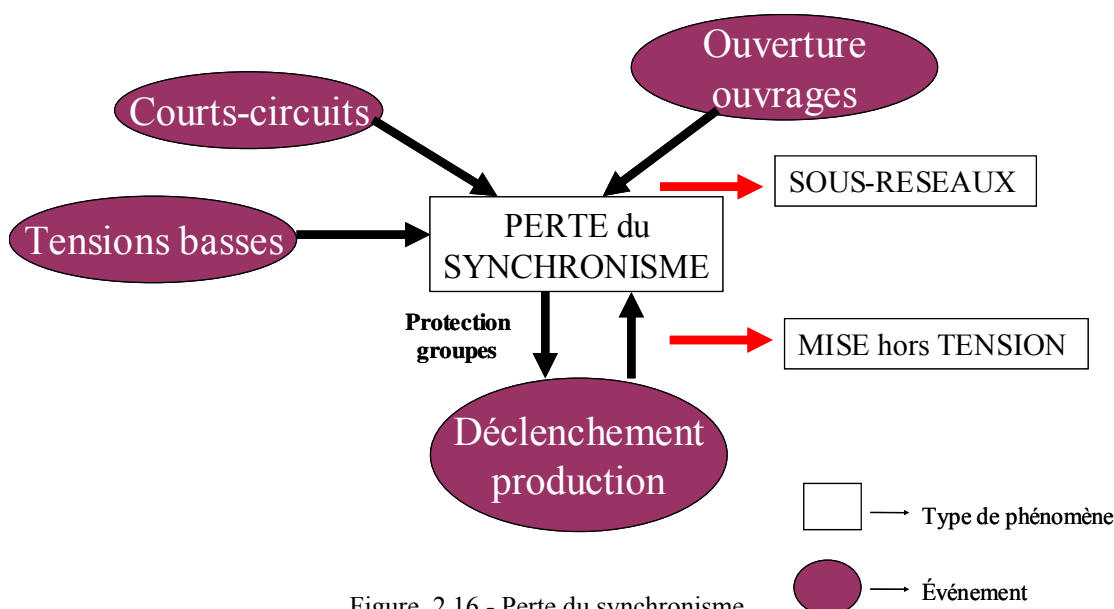 Ouverture
ouvrages
Courts-circuits
SOUS-RESEAUX
Tensions basses
PERTE du
SYNCHRONISME
Protection
groupes
MISE hors TENSION
Déclenchement
production
Type de phénomène
Événement
Figure 2.16 - Perte du synchronisme